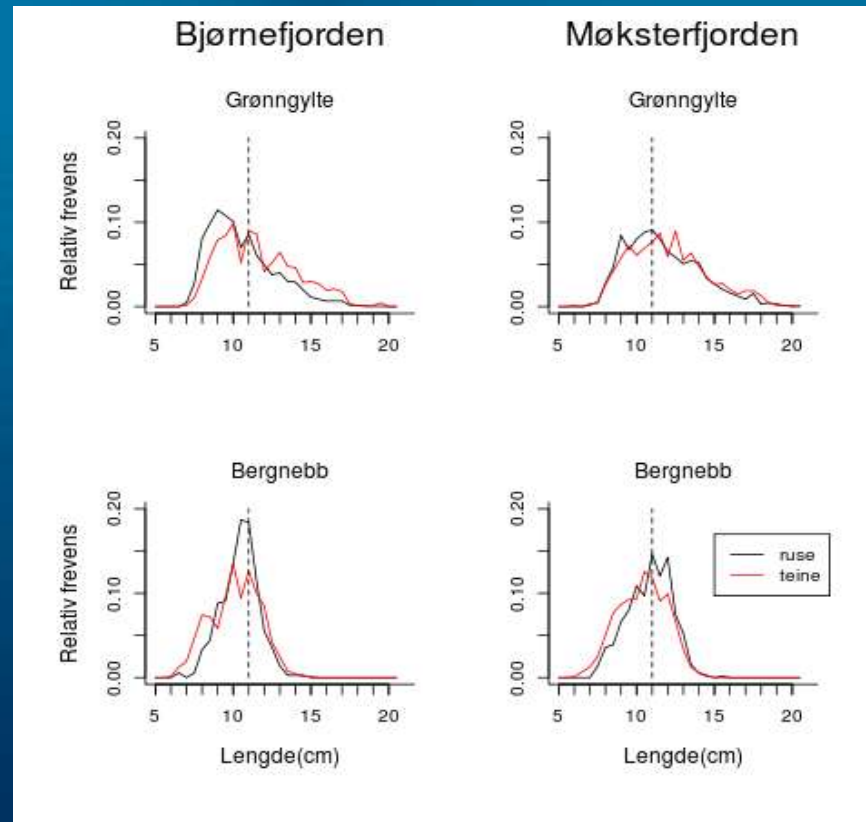 Bjørnefjorden Møksterfjorden
Grønngylte Grønngylte
Relativ frevens
0.00 0.10 0.20
0.00 0.10 0.20
5 10 15 20
5 10 15 20
Bergnebb Bergnebb
Relativ frevens
0.00 0.10 0.20
0.00 0.10 0.20
ruse
teine
5 10 15 20
5 10 15 20
Lengde(cm) Lengde(cm)